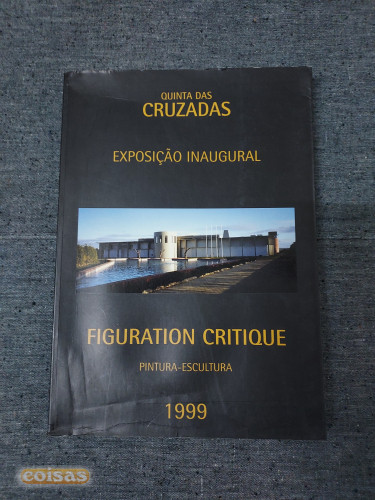 QUINTA DAS
CRUZADAS
EXPOSIÇÃO INAUGURAL
FIGURATION CRITIQUE
PINTURA-ESCULTURA
1999
coisas